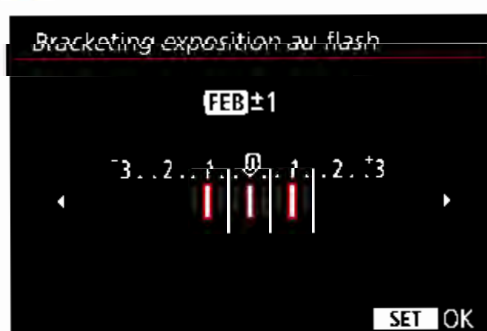 Bracketing exposition au flash
FEB ±1
-3..2..1..0..1..2..+3
SET OK